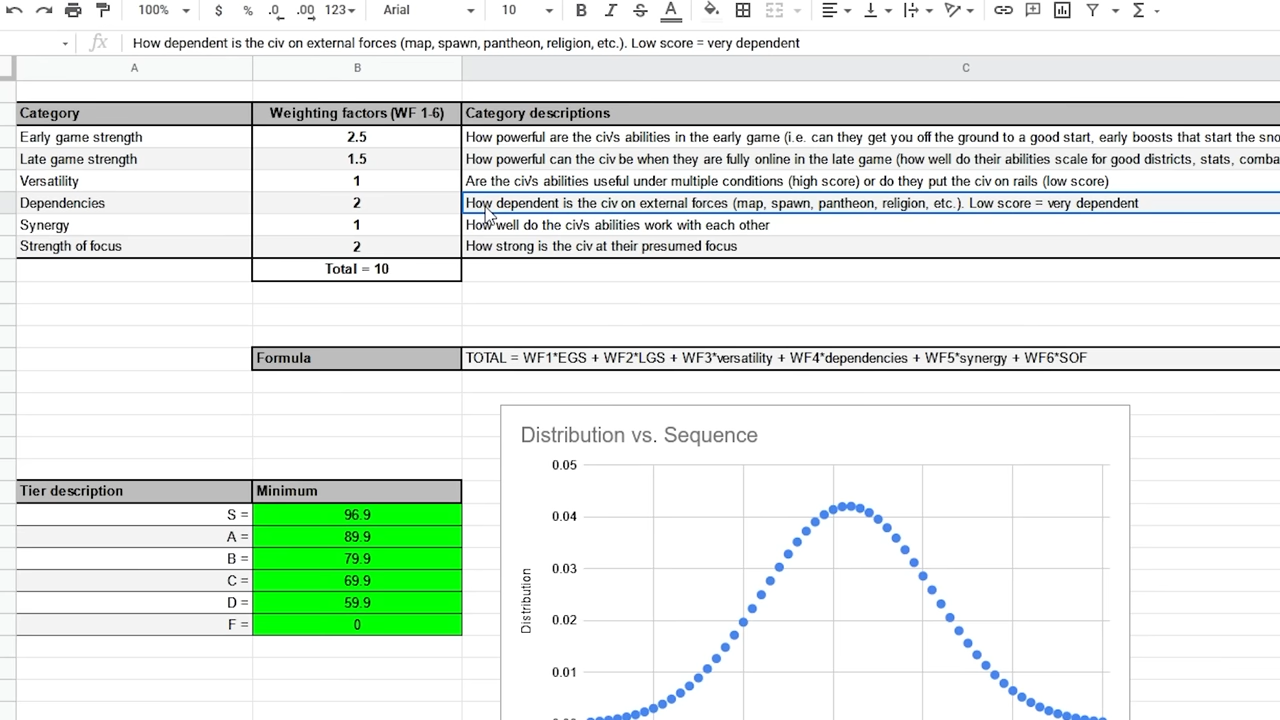 100% $ % .0 .00 123 Arial 10 B I S A
fx How dependent is the civ on external forces (map, spawn, pantheon, religion, etc.). Low score = very dependent
A B C
Category Weighting factors (WF 1-6) Category descriptions
Early game strength 2.5 How powerful are the civ's abilities in the early game (i.e. can they get you off the ground to a good start, early boosts that start the
Late game strength 1.5 How powerful can the civ be when they are fully online in the late game (how well do their abilities scale for good districts, stats,
Versatility 1 Are the civ's abilities useful under multiple conditions (high score) or do they put the civ on rails (low score)
Dependencies 2 How dependent is the civ on external forces (map, spawn, pantheon, religion, etc.). Low score = very dependent
Synergy 1 How well do the civ's abilities work with each other
Strength of focus 2 How strong is the civ at their presumed focus
Total = 10
Formula TOTAL = WF1*EGS + WF2*LGS + WF3*versatility + WF4*dependencies + WF5*synergy + WF6*SOF
Distribution vs. Sequence
0.05
0.04
0.03
0.02
0.01
Distribution
Tier description Minimum
S = 96.9
A = 89.9
B = 79.9
C = 69.9
D = 59.9
F = 0